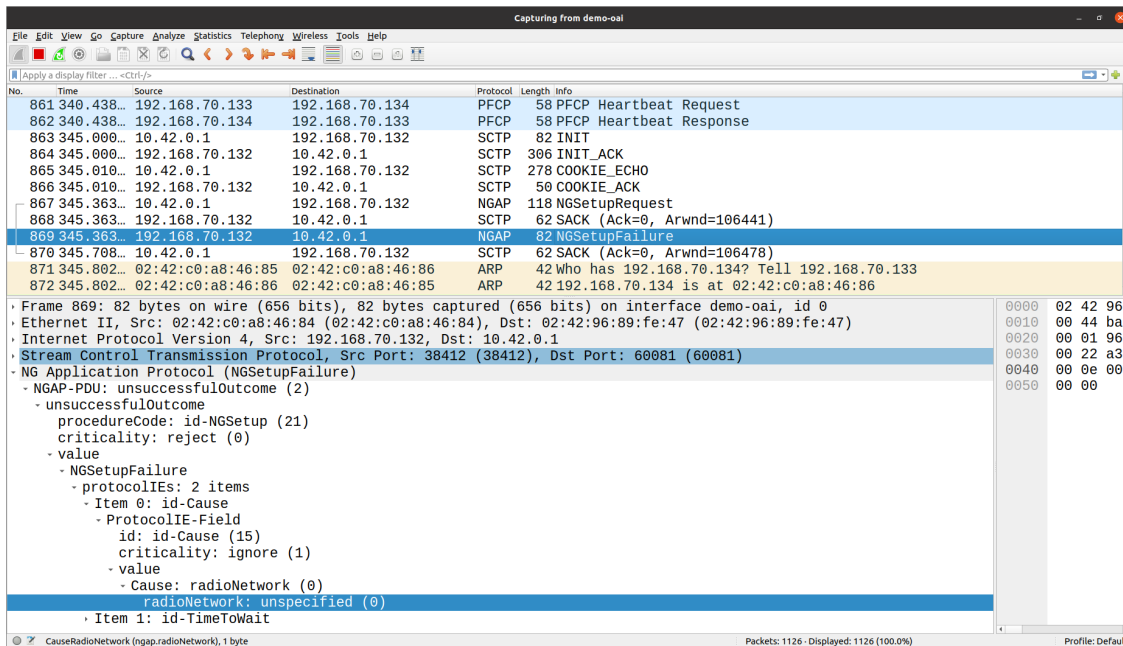 Capturing from demo-oai
File Edit View Go Capture Analyze Statistics Telephony Wireless Tools Help
Apply a display filter ... <Ctrl-/>
No. Time Source Destination Protocol Length Info
861 340.438… 192.168.70.133 192.168.70.134 PFCP 58 PFCP Heartbeat Request
862 340.438… 192.168.70.134 192.168.70.133 PFCP 58 PFCP Heartbeat Response
863 345.000… 10.42.0.1 192.168.70.132 SCTP 82 INIT
864 345.000… 192.168.70.132 10.42.0.1 SCTP 306 INIT_ACK
865 345.010… 10.42.0.1 192.168.70.132 SCTP 278 COOKIE_ECHO
866 345.010… 192.168.70.132 10.42.0.1 SCTP 50 COOKIE_ACK
867 345.363… 10.42.0.1 192.168.70.132 NGAP 118 NGSetupRequest
868 345.363… 192.168.70.132 10.42.0.1 SCTP 62 SACK (Ack=0, Arwnd=106441)
869 345.363… 192.168.70.132 10.42.0.1 NGAP 82 NGSetupFailure
870 345.708… 10.42.0.1 192.168.70.132 SCTP 62 SACK (Ack=0, Arwnd=106478)
871 345.802… 02:42:c0:a8:46:85 02:42:c0:a8:46:86 ARP 42 Who has 192.168.70.134? Tell 192.168.70.133
872 345.802… 02:42:c0:a8:46:86 02:42:c0:a8:46:85 ARP 42 192.168.70.134 is at 02:42:c0:a8:46:86
Frame 869: 82 bytes on wire (656 bits), 82 bytes captured (656 bits) on interface demo-oai, id 0
Ethernet II, Src: 02:42:c0:a8:46:84 (02:42:c0:a8:46:84), Dst: 02:42:96:89:fe:47 (02:42:96:89:fe:47)
Internet Protocol Version 4, Src: 192.168.70.132, Dst: 10.42.0.1
Stream Control Transmission Protocol, Src Port: 38412 (38412), Dst Port: 60081 (60081)
NG Application Protocol (NGSetupFailure)
NGAP-PDU: unsuccessfulOutcome (2)
unsuccessfulOutcome
procedureCode: id-NGSetup (21)
criticality: reject (0)
value
NGSetupFailure
protocolIEs: 2 items
Item 0: id-Cause
ProtocolIE-Field
id: id-Cause (15)
criticality: ignore (1)
value
Cause: radioNetwork (0)
radioNetwork: unspecified (0)
Item 1: id-TimeToWait
0000 02 42 96
0010 00 44 ba
0020 00 01 96
0030 00 22 a3
0040 00 0e 00
0050 00 00
CauseRadioNetwork (ngap.radioNetwork), 1 byte Packets: 1126 · Displayed: 1126 (100.0%) Profile: Defau